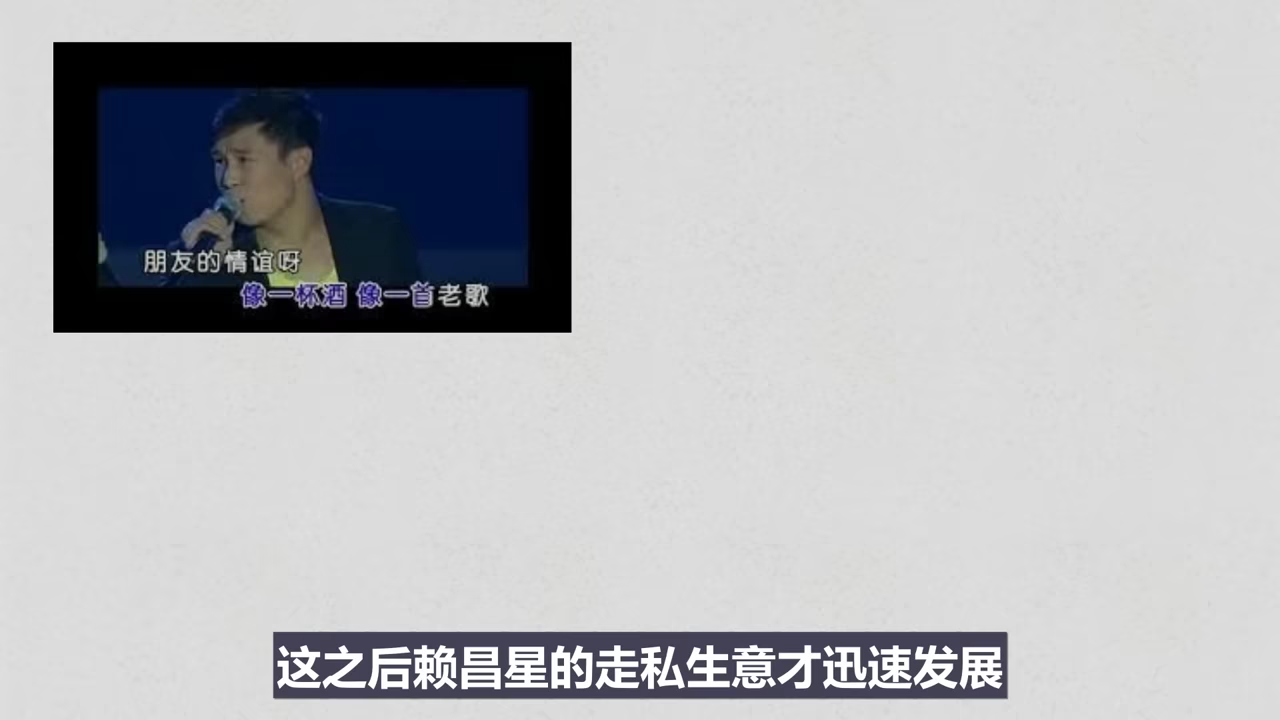 朋友的情谊呀
像一杯酒 像一首老歌
这之后赖昌星的走私生意才迅速发展